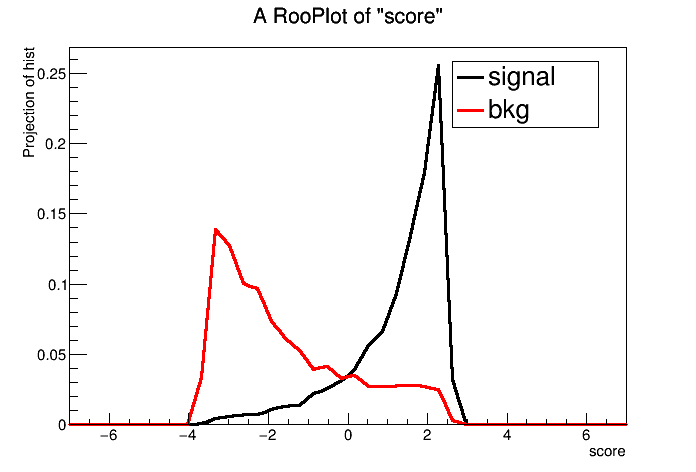 A RooPlot of "score"
Projection of hist
signal
bkg
0.25
0.2
0.15
0.1
0.05
0
−6 −4 −2 0 2 4 6
score